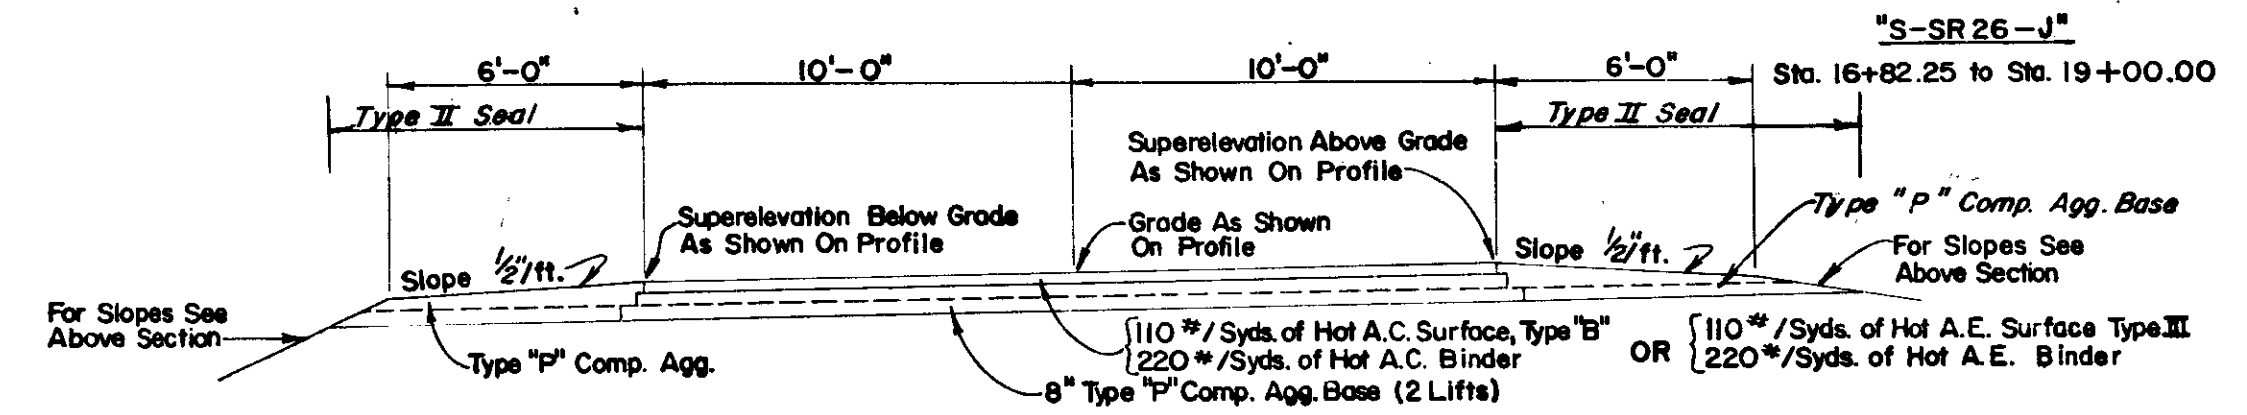 "S-SR 26-J"
6'-0" 10'-0" 10'-0" 6'-0" Sta. 16+82.25 to Sta. 19+00.00
Type II Seal Type II Seal
Superelevation Above Grade
As Shown On Profile
Type "P" Comp. Agg. Base
Superelevation Below Grade
As Shown On Profile
Grade As Shown
On Profile
Slope 1/2"/ft.
For Slopes See
Above Section
Slope 1/2"/ft.
For Slopes See
Above Section
Type "P" Comp. Agg.
110 #/Syds. of Hot A.C. Surface, Type "B"
220 #/Syds. of Hot A.C. Binder
OR
110 #/Syds. of Hot A.E. Surface Type III
220 #/Syds. of Hot A.E. Binder
8" Type "P" Comp. Agg. Base (2 Lifts)